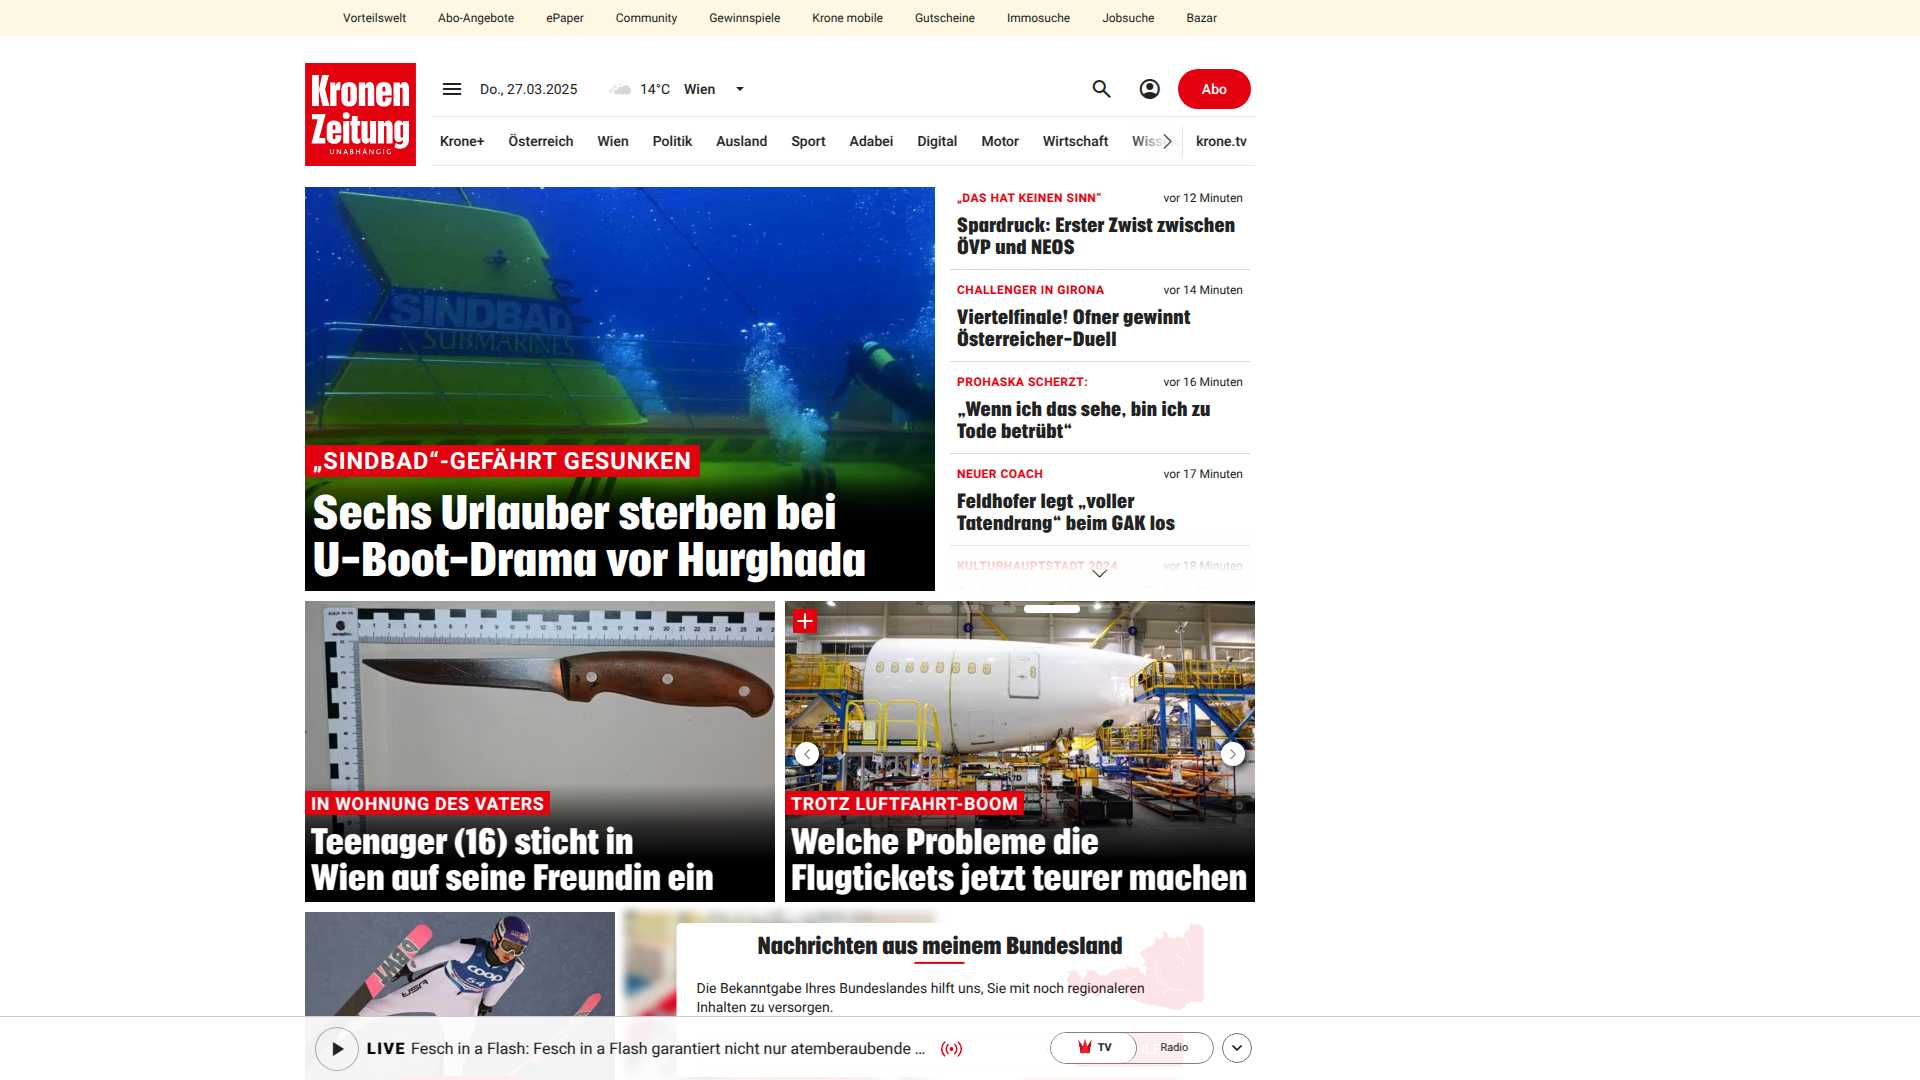 Vorteilswelt Abo-Angebote ePaper Community Gewinnspiele Krone mobile Gutscheine Immosuche Jobsuche Bazar
Kronen
Zeitung
UNABHÄNGIG
Do., 27.03.2025 14°C Wien Abo
Krone+ Österreich Wien Politik Ausland Sport Adabei Digital Motor Wirtschaft Wiss krone.tv
SINDBAD
SUBMARINES
„SINDBAD“-GEFÄHRT GESUNKEN
Sechs Urlauber sterben bei
U-Boot-Drama vor Hurghada
„DAS HAT KEINEN SINN“ vor 12 Minuten
Spardruck: Erster Zwist zwischen
ÖVP und NEOS
CHALLENGER IN GIRONA vor 14 Minuten
Viertelfinale! Ofner gewinnt
Österreicher-Duell
PROHASKA SCHERZT: vor 16 Minuten
„Wenn ich das sehe, bin ich zu
Tode betrübt“
NEUER COACH vor 17 Minuten
Feldhofer legt „voller
Tatendrang“ beim GAK los
KULTURHAUPTSTADT 2024 vor 18 Minuten
IN WOHNUNG DES VATERS
Teenager (16) sticht in
Wien auf seine Freundin ein
TROTZ LUFTFAHRT-BOOM
Welche Probleme die
Flugtickets jetzt teurer machen
BWT
coop
54
Nachrichten aus meinem Bundesland
Die Bekanntgabe Ihres Bundeslandes hilft uns, Sie mit noch regionaleren
Inhalten zu versorgen.
LIVE Fesch in a Flash: Fesch in a Flash garantiert nicht nur atemberaubende ... TV Radio